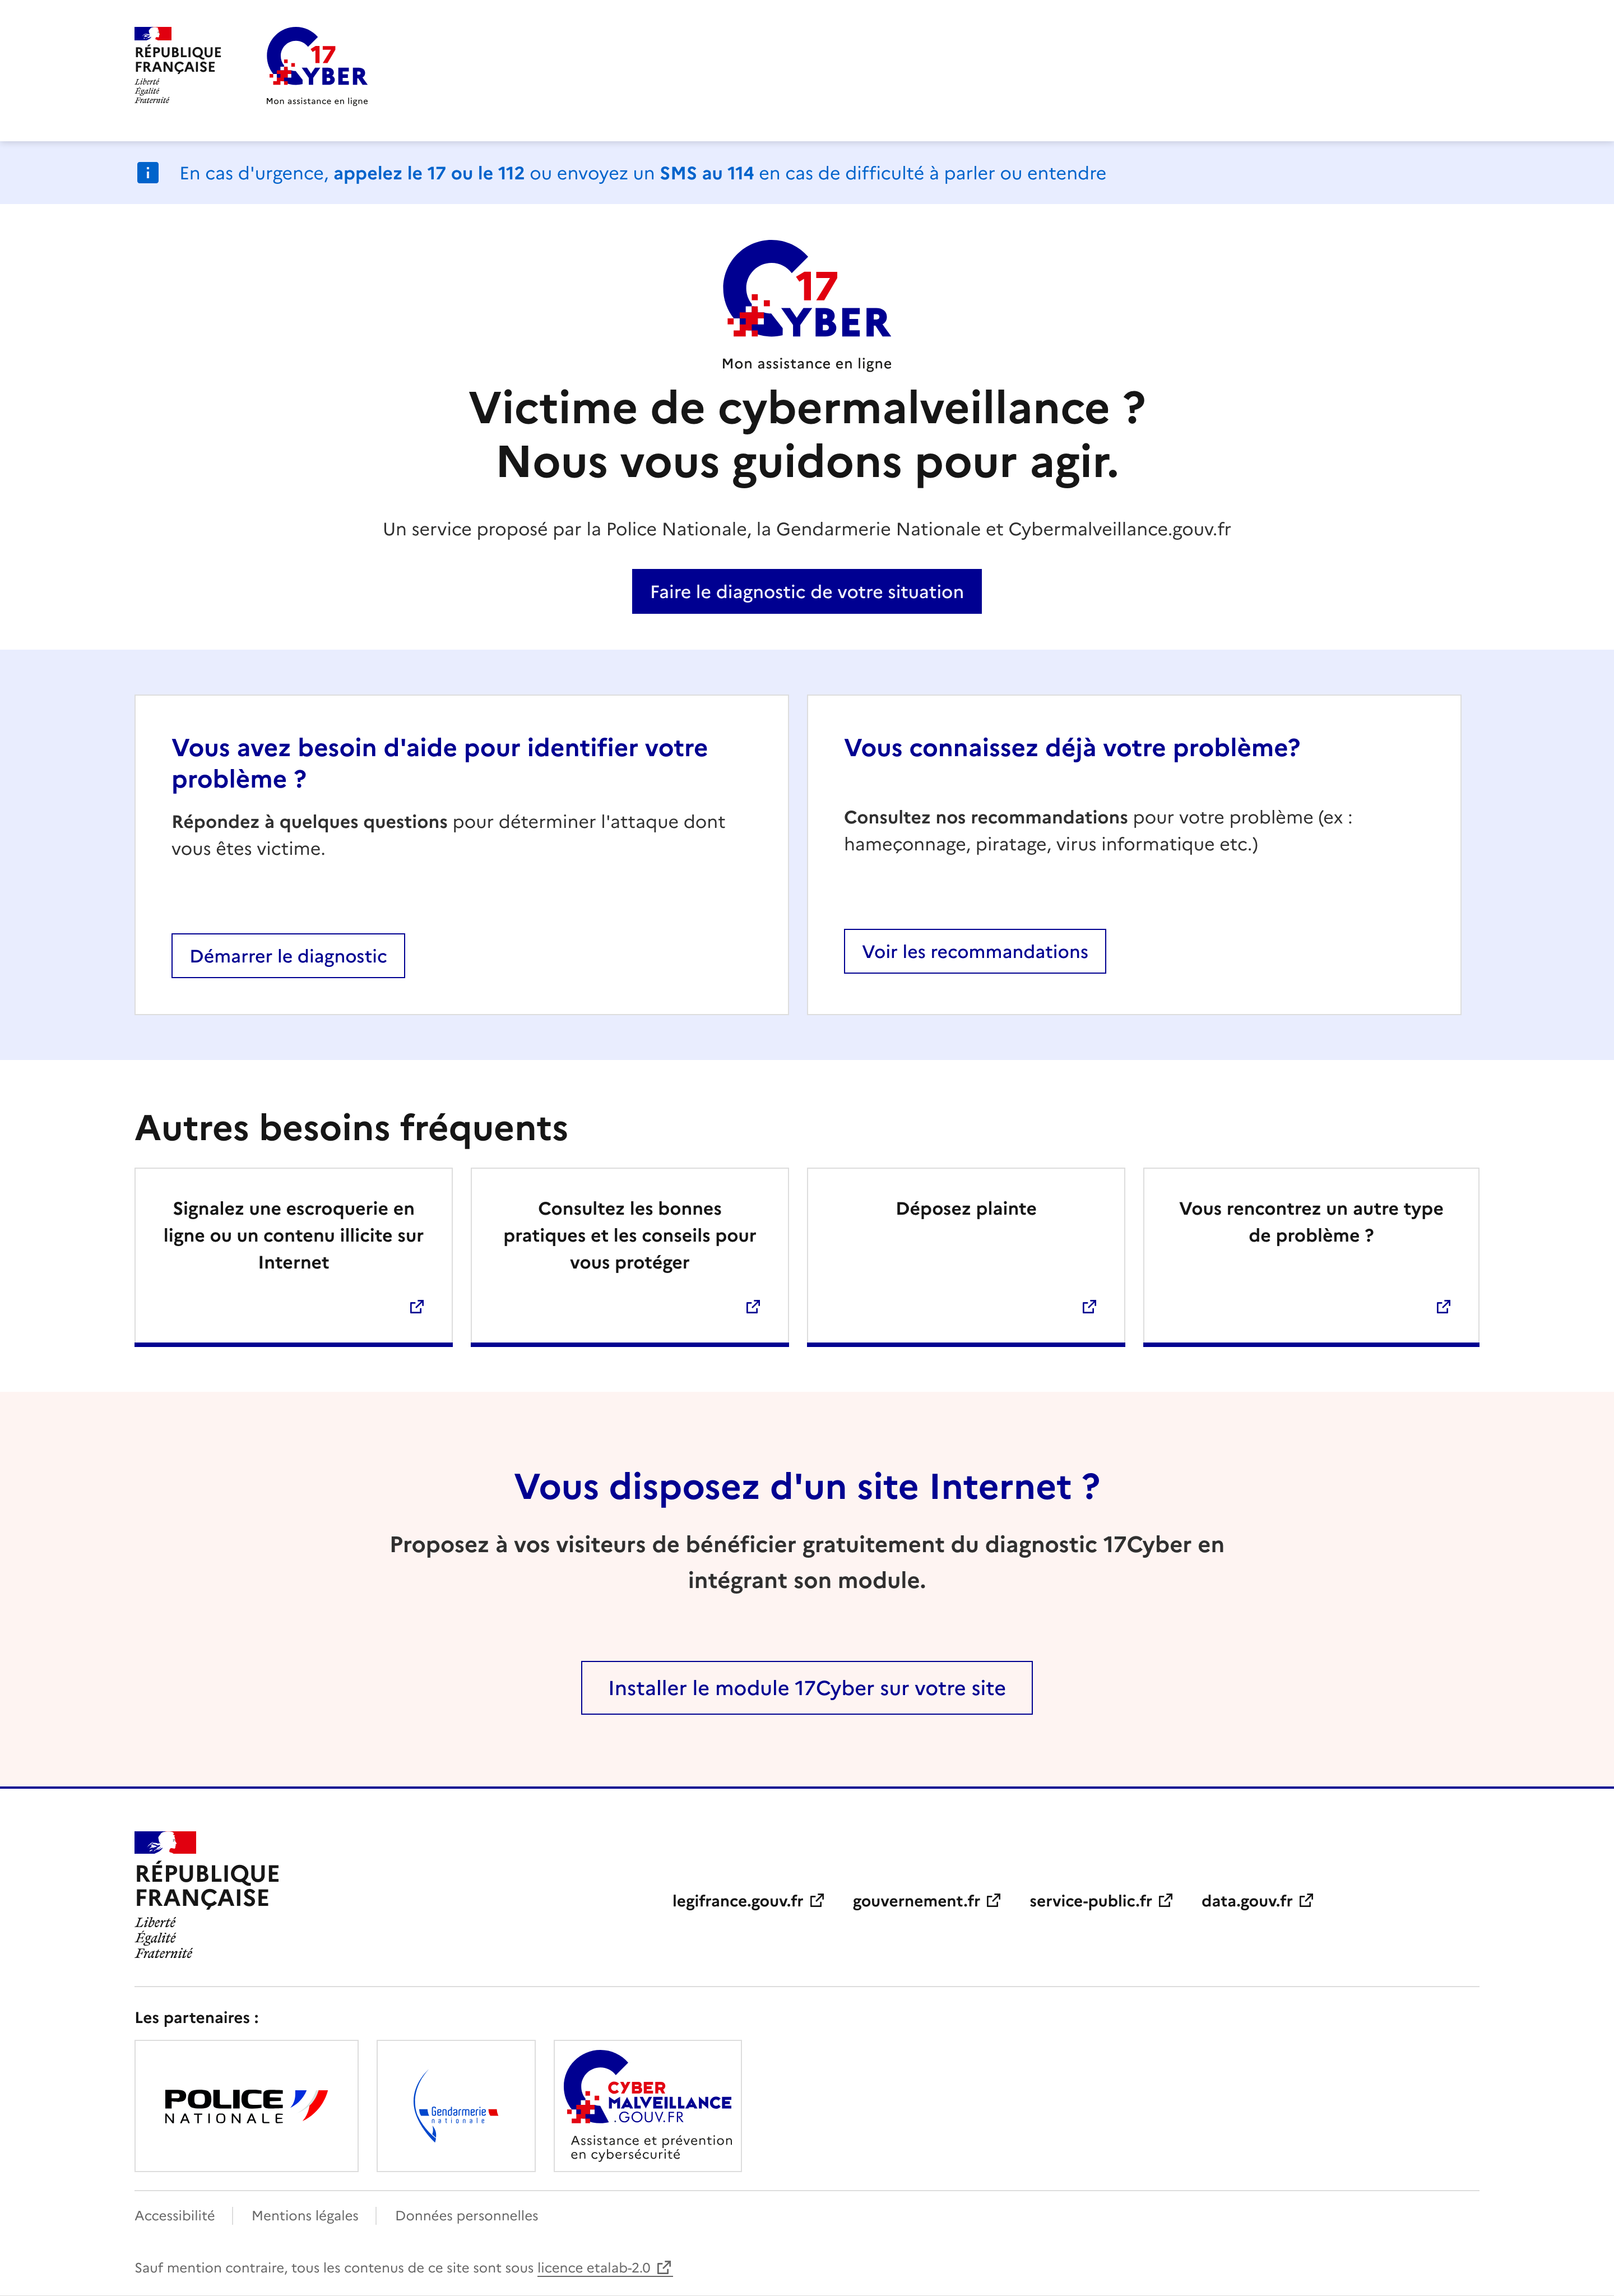 RÉPUBLIQUE
FRANÇAISE
Liberté
Égalité
Fraternité
17
CYBER
Mon assistance en ligne
En cas d'urgence, appelez le 17 ou le 112 ou envoyez un SMS au 114 en cas de difficulté à parler ou entendre
17
CYBER
Mon assistance en ligne
Victime de cybermalveillance ?
Nous vous guidons pour agir.
Un service proposé par la Police Nationale, la Gendarmerie Nationale et Cybermalveillance.gouv.fr
Faire le diagnostic de votre situation
Vous avez besoin d'aide pour identifier votre
problème ?
Répondez à quelques questions pour déterminer l'attaque dont
vous êtes victime.
Démarrer le diagnostic
Vous connaissez déjà votre problème?
Consultez nos recommandations pour votre problème (ex :
hameçonnage, piratage, virus informatique etc.)
Voir les recommandations
Autres besoins fréquents
Signalez une escroquerie en
ligne ou un contenu illicite sur
Internet
Consultez les bonnes
pratiques et les conseils pour
vous protéger
Déposez plainte
Vous rencontrez un autre type
de problème ?
Vous disposez d'un site Internet ?
Proposez à vos visiteurs de bénéficier gratuitement du diagnostic 17Cyber en
intégrant son module.
Installer le module 17Cyber sur votre site
RÉPUBLIQUE
FRANÇAISE
Liberté
Égalité
Fraternité
legifrance.gouv.fr
gouvernement.fr
service-public.fr
data.gouv.fr
Les partenaires :
POLICE
NATIONALE
Gendarmerie
nationale
CYBER
MALVEILLANCE
.GOUV.FR
Assistance et prévention
en cybersécurité
Accessibilité
Mentions légales
Données personnelles
Sauf mention contraire, tous les contenus de ce site sont sous licence etalab-2.0